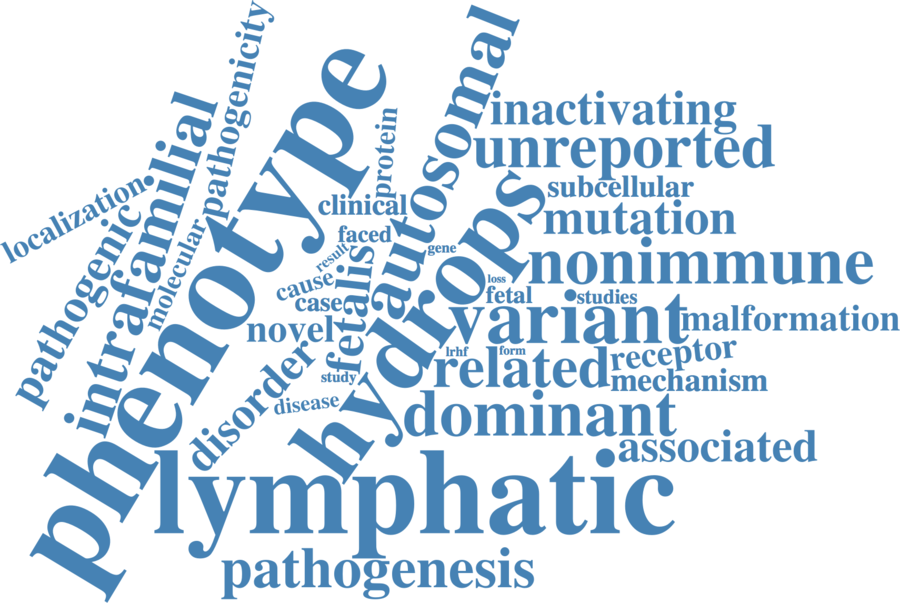 phenotype
lymphatic
hydrops
autosomal
intrafamilial
pathogenicity
pathogenic
localization
molecular
protein
clinical
faced
result
cause
case
novel
fetalis
gene
loss
fetal
studies
inactivating
unreported
subcellular
mutation
nonimmune
variant
malformation
lrhf
form
related
receptor
mechanism
dominant
associated
disorder
study
disease
pathogenesis